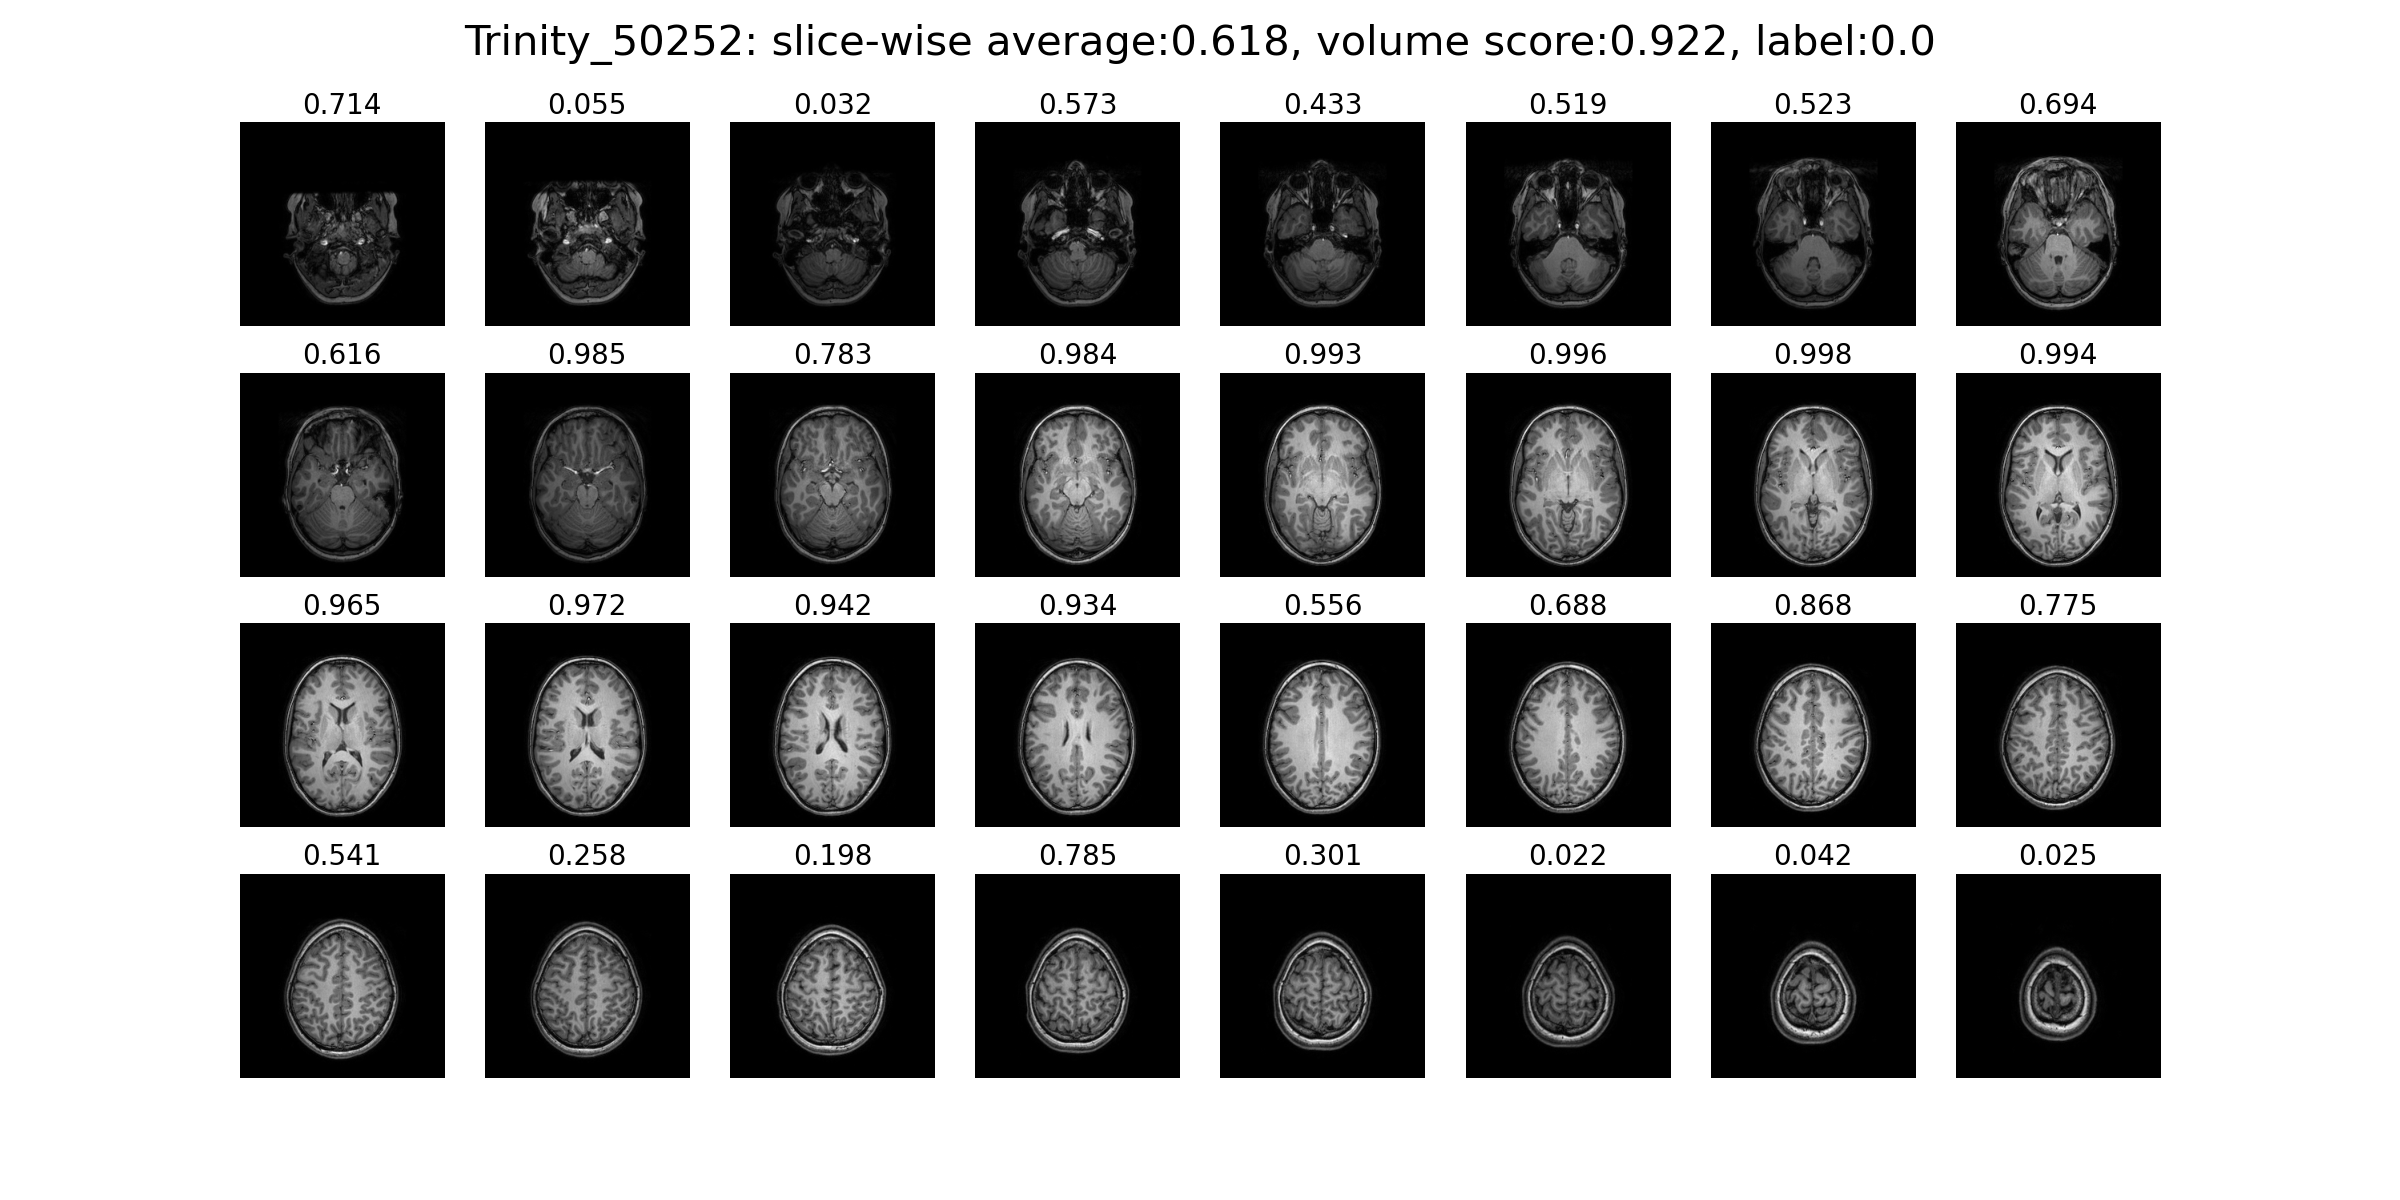 Trinity_50252: slice-wise average:0.618, volume score:0.922, label:0.0
0.714 0.055 0.032 0.573 0.433 0.519 0.523 0.694
0.616 0.985 0.783 0.984 0.993 0.996 0.998 0.994
0.965 0.972 0.942 0.934 0.556 0.688 0.868 0.775
0.541 0.258 0.198 0.785 0.301 0.022 0.042 0.025